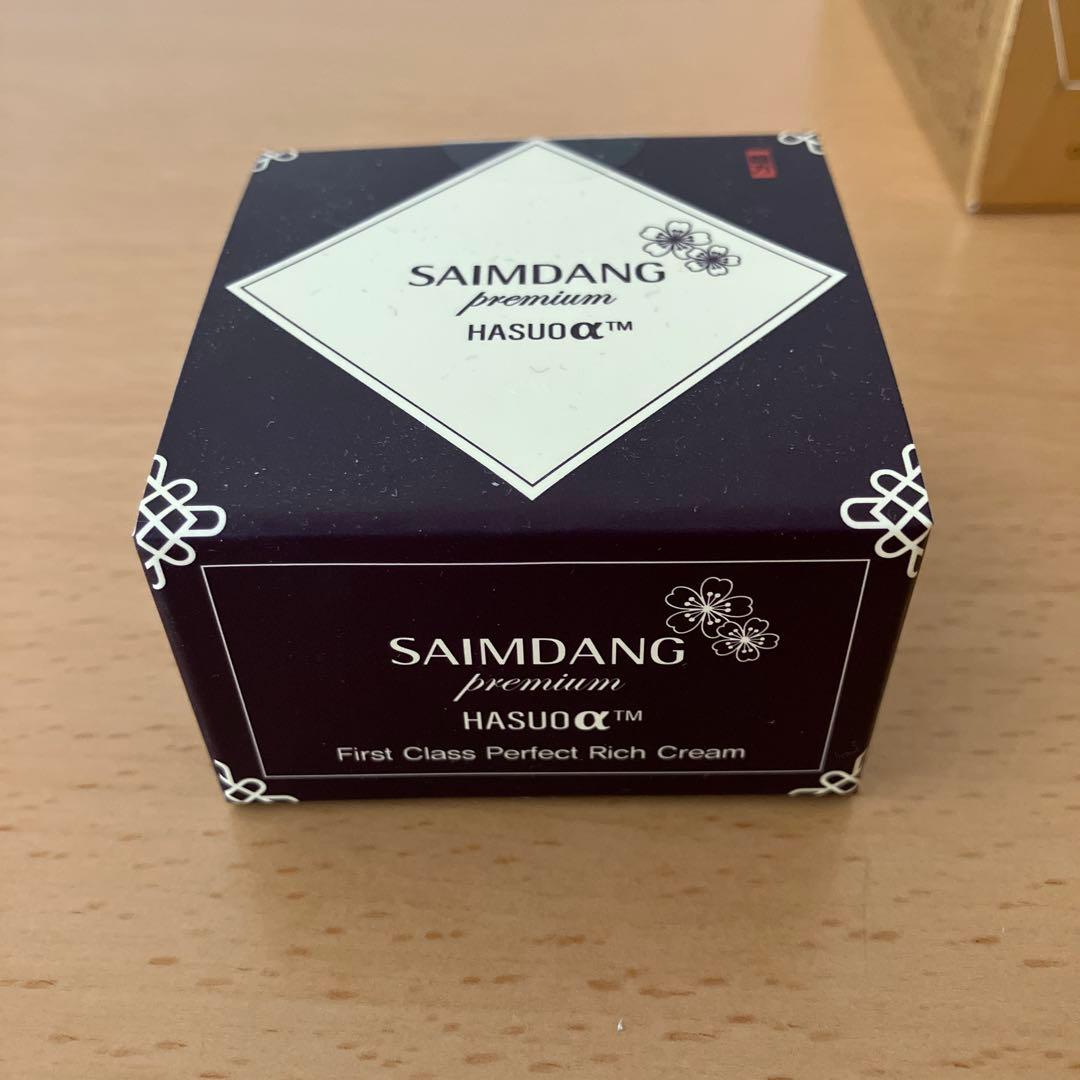 SAIMDANG
premium
HASUOα™
SAIMDANG
premium
HASUOα™
First Class Perfect Rich Cream